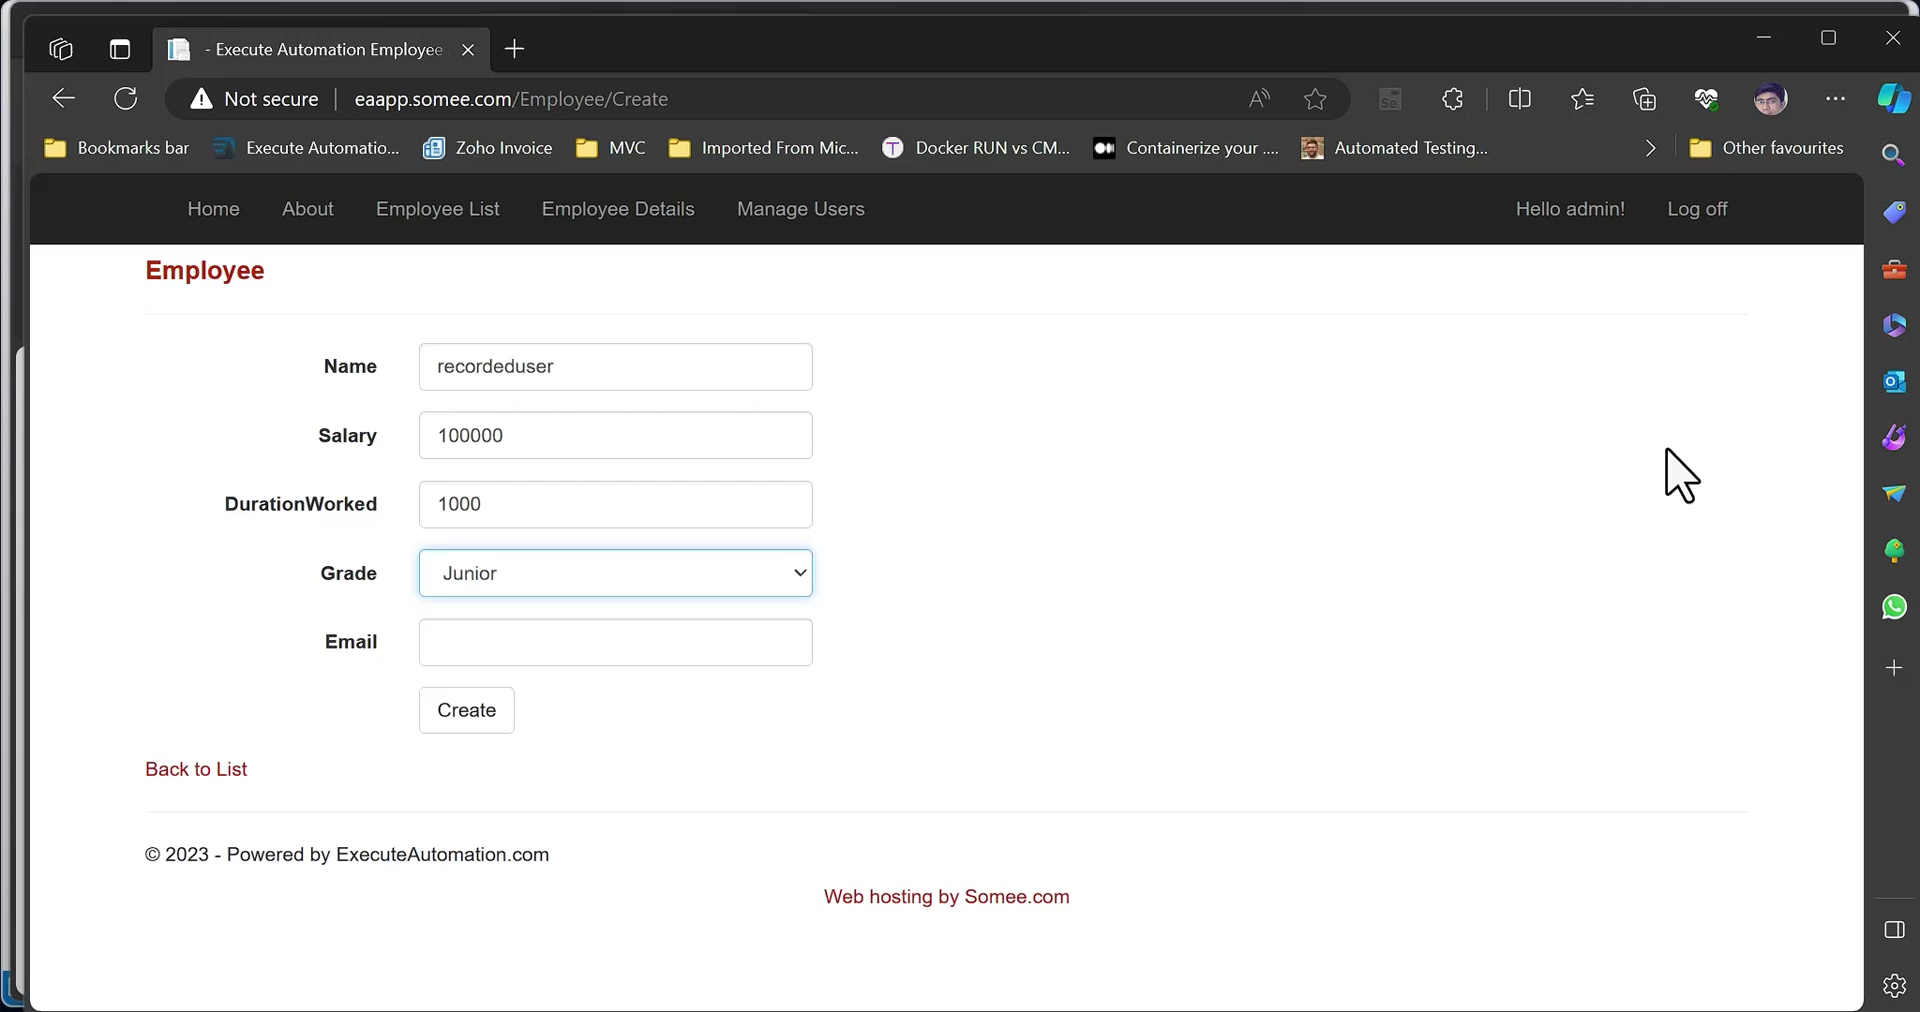 - Execute Automation Employee
Not secure
eaapp.somee.com/Employee/Create
Bookmarks bar
Execute Automatio...
Zoho Invoice
MVC
Imported From Mic...
Docker RUN vs CM...
Containerize your ....
Automated Testing...
Other favourites
Home
About
Employee List
Employee Details
Manage Users
Hello admin!
Log off
Employee
Name
recordeduser
Salary
100000
DurationWorked
1000
Grade
Junior
Email
Create
Back to List
© 2023 - Powered by ExecuteAutomation.com
Web hosting by Somee.com